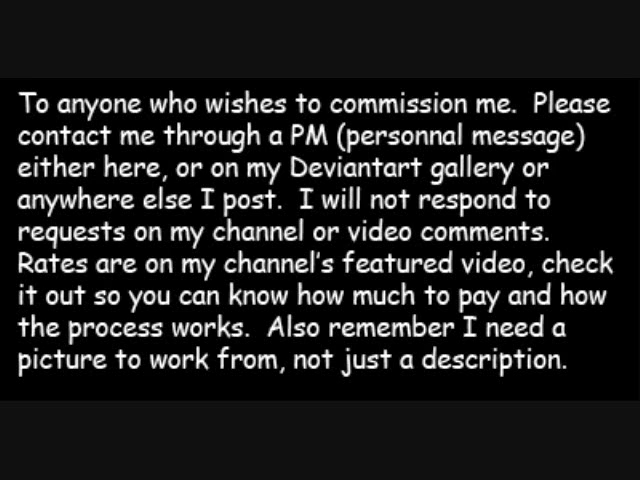 To anyone who wishes to commission me.  Please
contact me through a PM (personnal message)
either here, or on my Deviantart gallery or
anywhere else I post.  I will not respond to
requests on my channel or video comments.
Rates are on my channel's featured video, check
it out so you can know how much to pay and how
the process works.  Also remember I need a
picture to work from, not just a description.